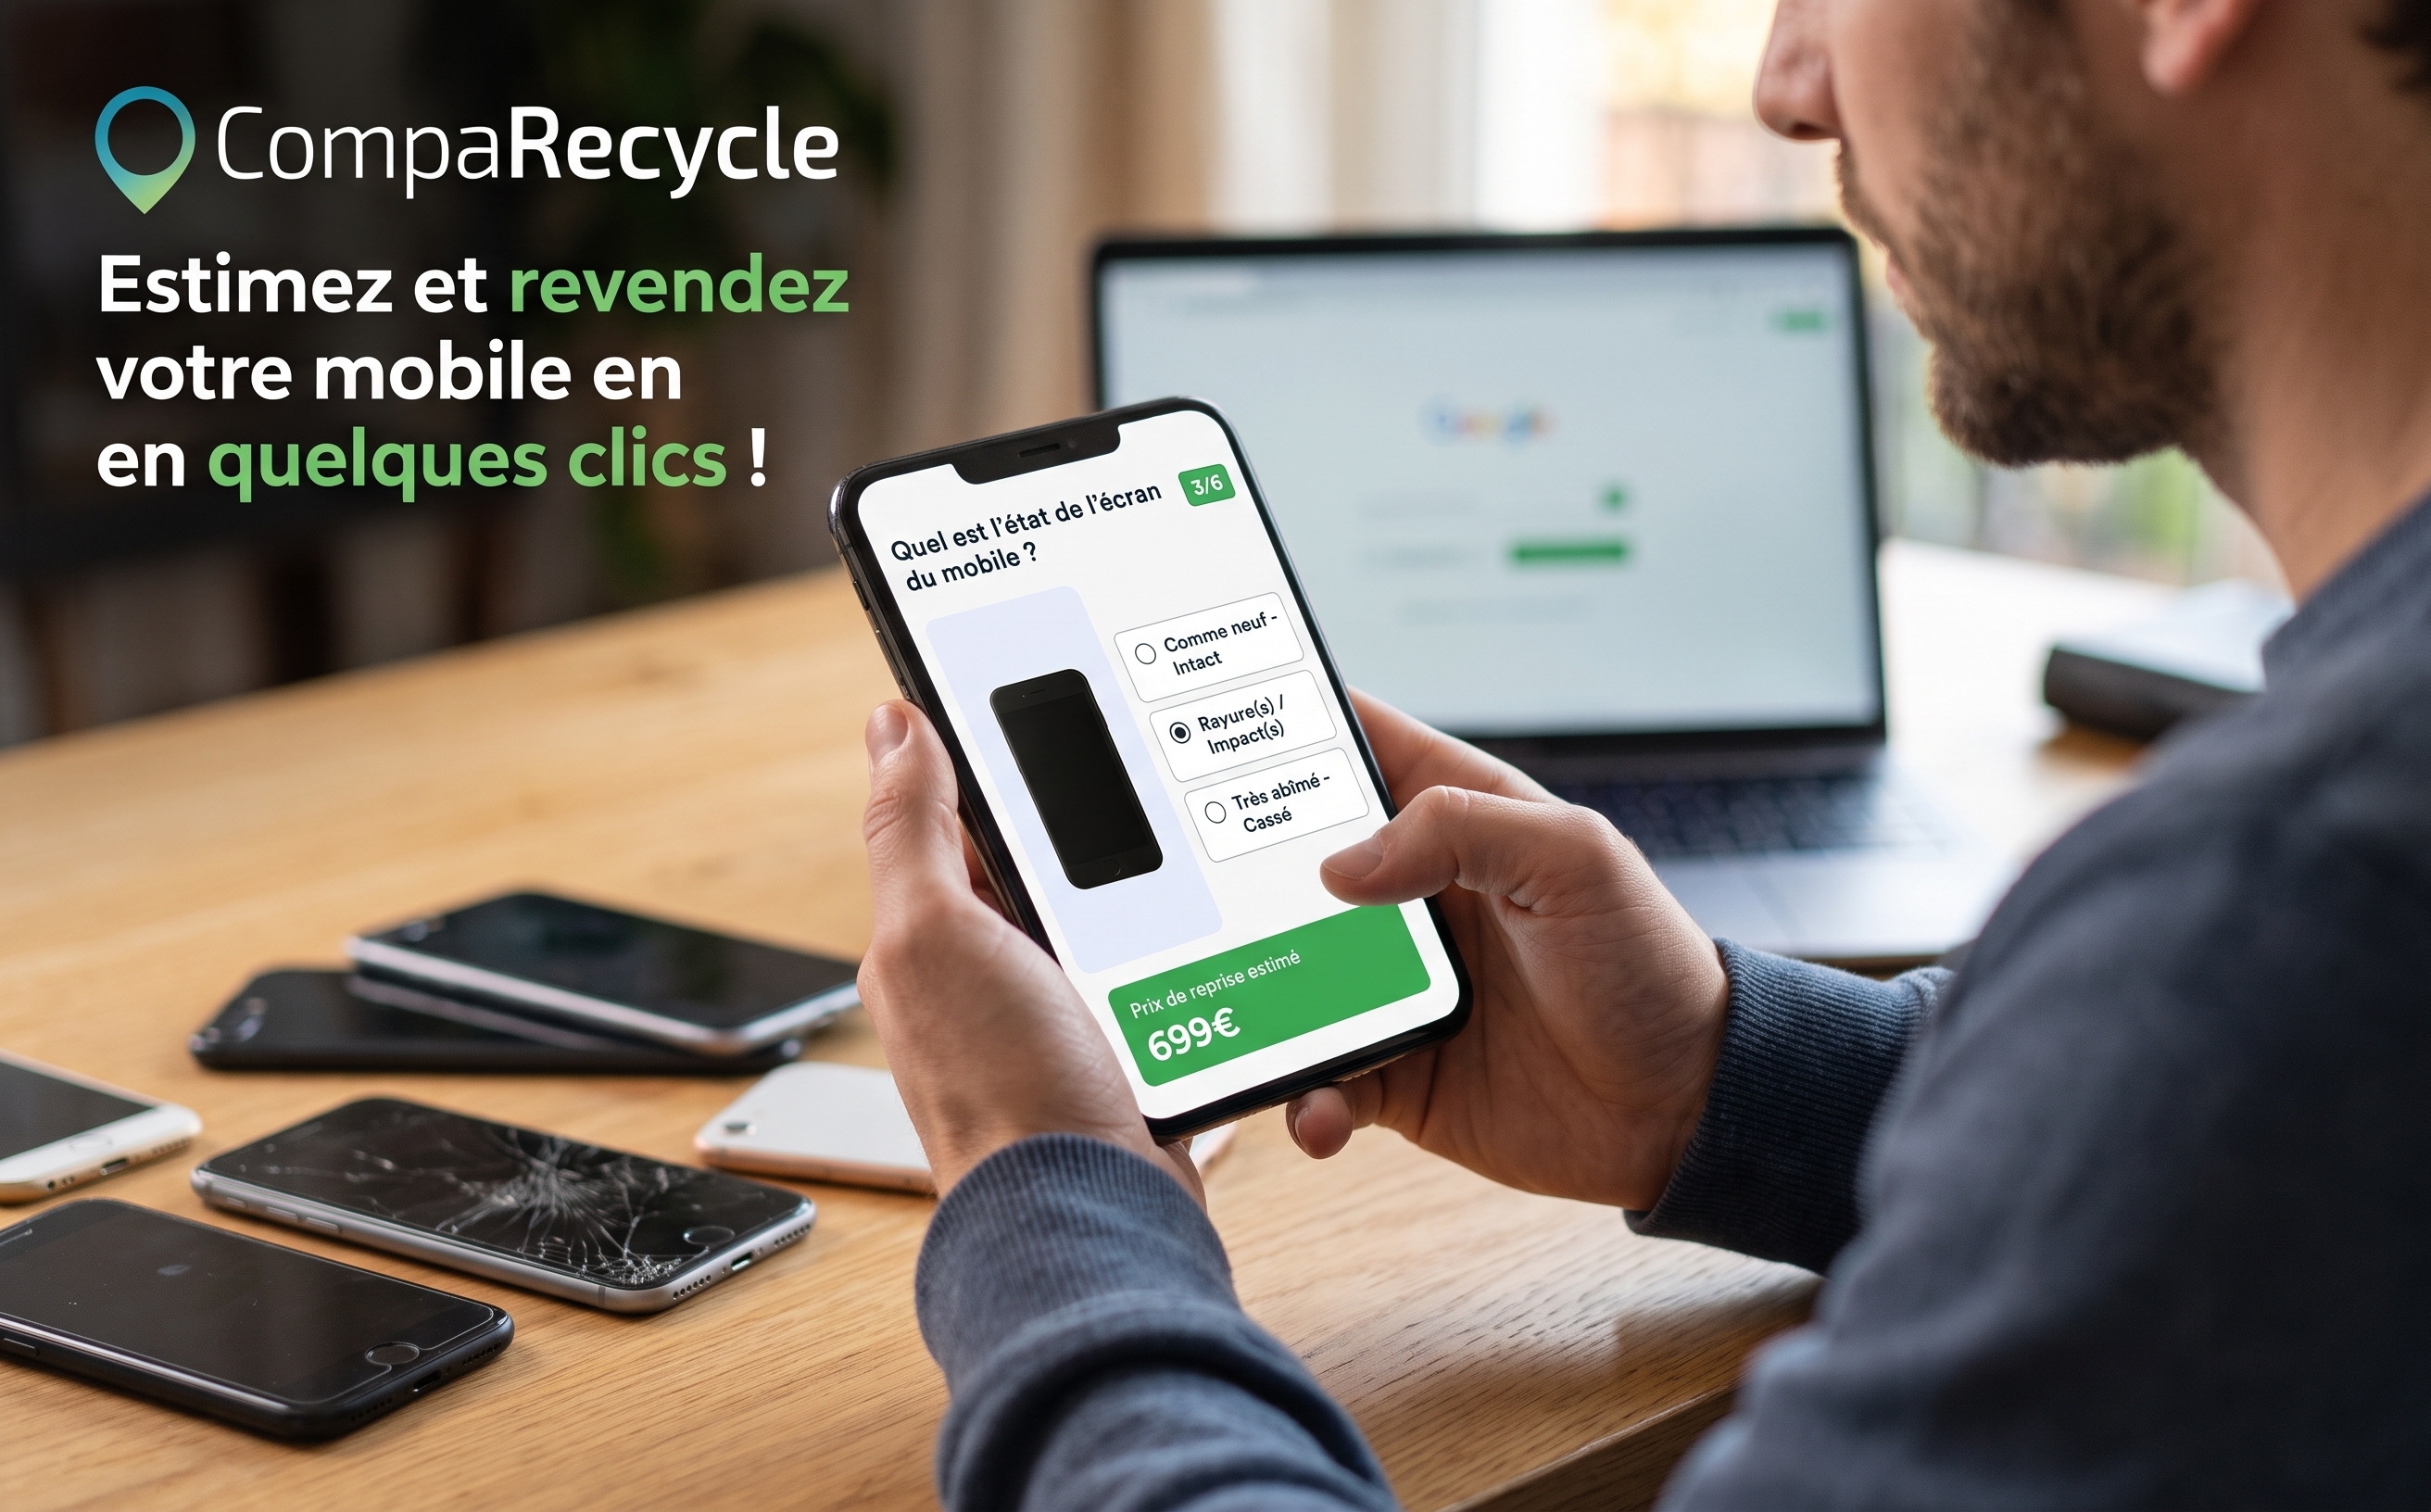 CompaRecycle
Estimez et revendez
votre mobile en
en quelques clics !
Quel est l'état de l'écran
du mobile ?
3/6
Comme neuf -
Intact
Rayure(s) /
Impact(s)
Très abîmé -
Cassé
Prix de reprise estimé
699€
Google